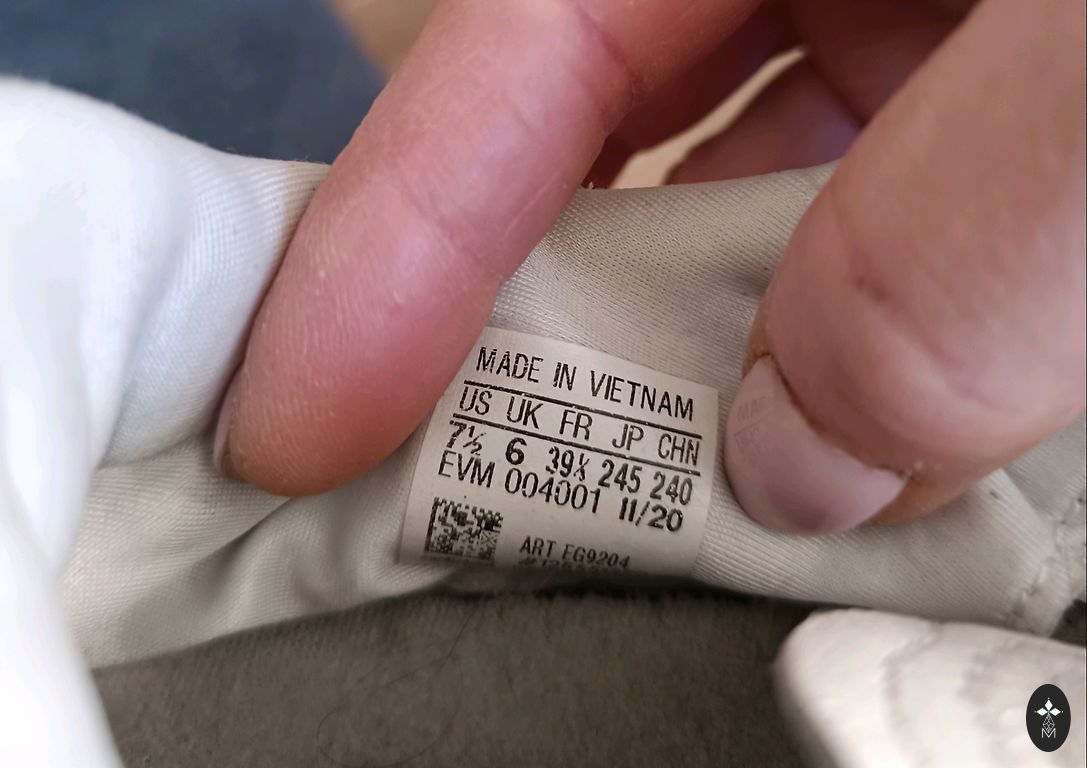 MADE IN VIETNAM
US UK FR JP CHN
7½ 6 39⅓ 245 240
EVM 004001 11/20
ART EG9204